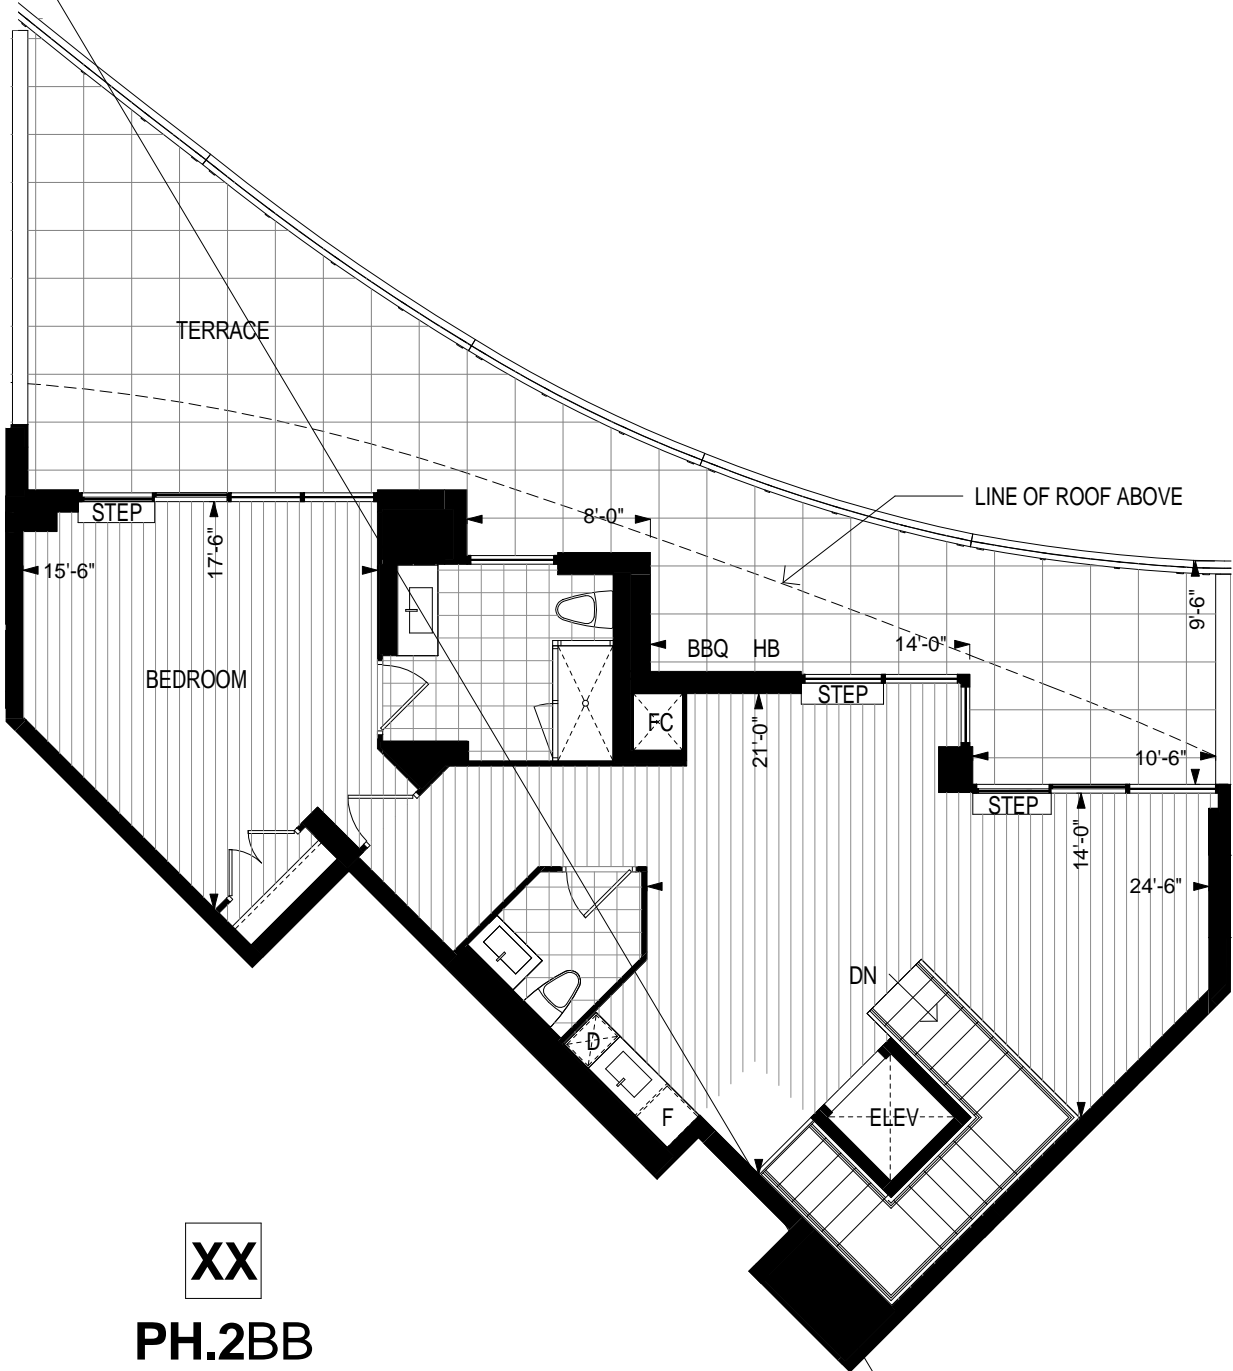 TERRACE
LINE OF ROOF ABOVE
STEP
8'-0"
17'-6"
15'-6"
9'-6"
BBQ HB
14'-0"
BEDROOM
STEP
FC
21'-0"
10'-6"
STEP
14'-0"
24'-6"
DN
D
F
ELEV
XX
PH.2BB